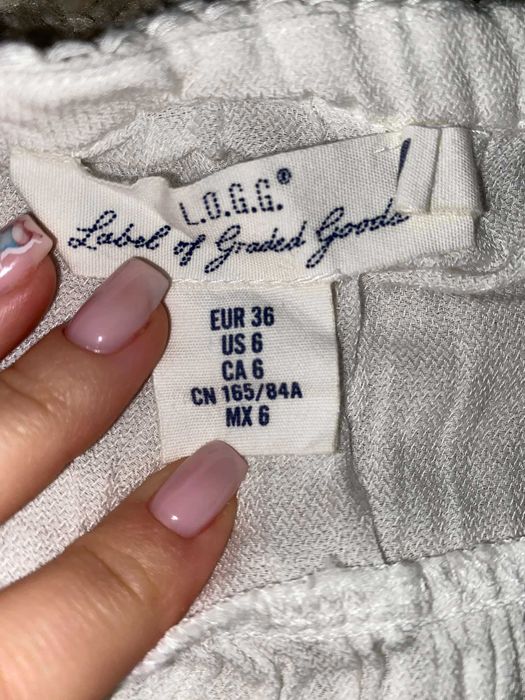 L.O.G.G.®
Label of Graded Goods
EUR 36
US 6
CA 6
CN 165/84A
MX 6